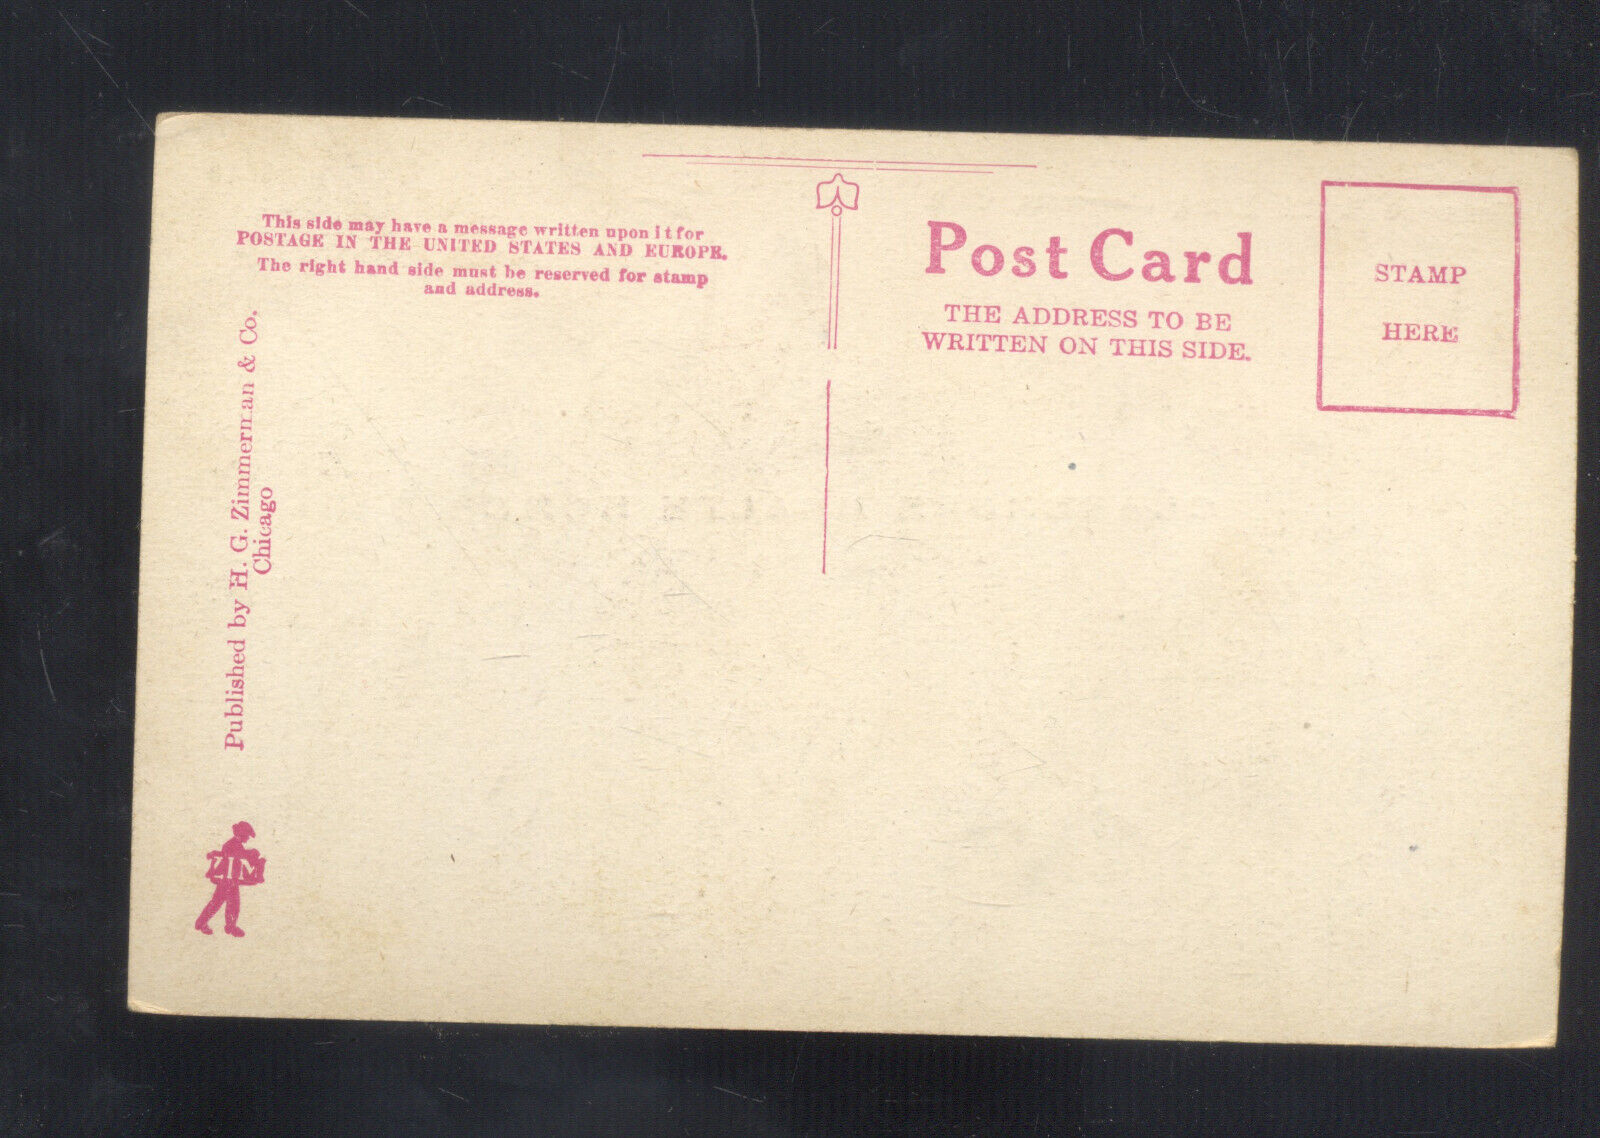 This side may have a message written upon it for
POSTAGE IN THE UNITED STATES AND EUROPE.
The right hand side must be reserved for stamp
and address.
Post Card
THE ADDRESS TO BE
WRITTEN ON THIS SIDE.
STAMP
HERE
Published by H. G. Zimmerman & Co.
Chicago
ZIM